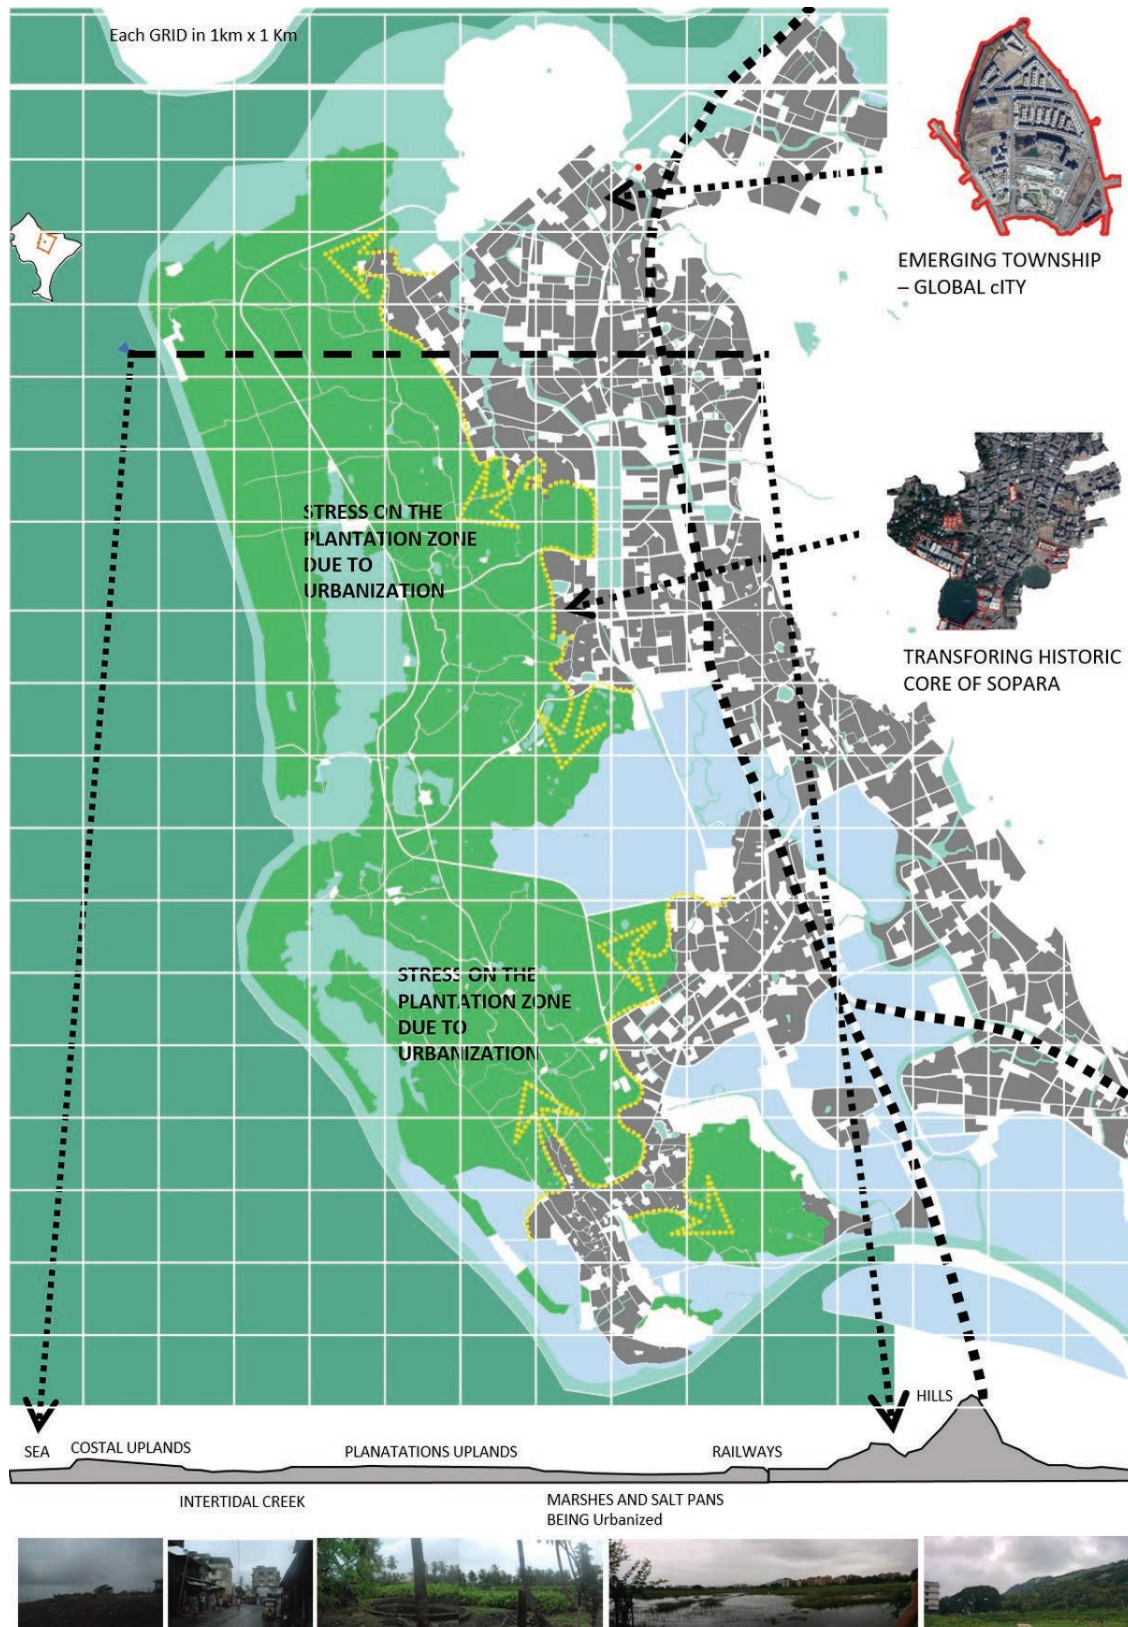 Each GRID in 1km x 1 Km
EMERGING TOWNSHIP
– GLOBAL cITY
STRESS ON THE
PLANTATION ZONE
DUE TO
URBANIZATION
TRANSFORING HISTORIC
CORE OF SOPARA
STRESS ON THE
PLANTATION ZONE
DUE TO
URBANIZATION
HILLS
SEA
COSTAL UPLANDS
PLANATATIONS UPLANDS
RAILWAYS
INTERTIDAL CREEK
MARSHES AND SALT PANS
BEING Urbanized